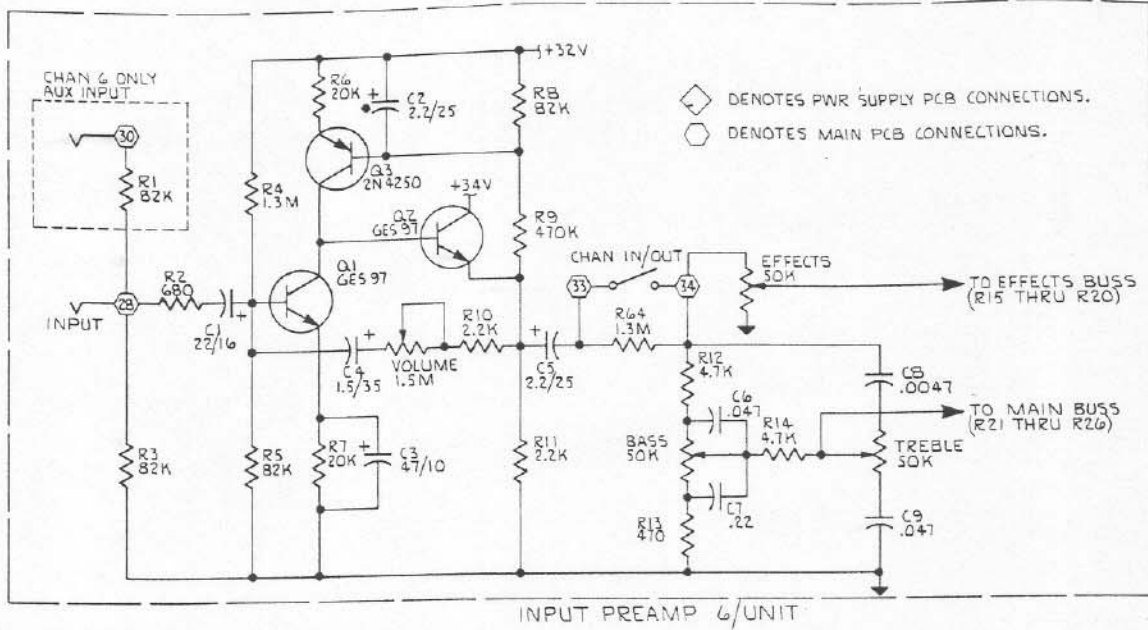 CHAN 6 ONLY
AUX INPUT
30
R1
82K
INPUT
28
R2
680
C1
22/16
R3
82K
R4
1.3M
R5
82K
R6
20K
+
C2
2.2/25
Q3
2N4250
+32V
R8
82K
+34V
Q2
GES97
R9
470K
Q1
GES97
C4
1.5/35
+
VOLUME
1.5M
R10
2.2K
+
C5
2.2/25
R7
20K
+
C3
47/10
R11
2.2K
CHAN IN/OUT
33
34
R64
1.3M
EFFECTS
50K
R12
4.7K
C6
.047
BASS
50K
R14
4.7K
C7
.22
R13
470
C8
.0047
TREBLE
50K
C9
.047
DENOTES PWR SUPPLY PCB CONNECTIONS.
DENOTES MAIN PCB CONNECTIONS.
TO EFFECTS BUSS
(R15 THRU R20)
TO MAIN BUSS
(R21 THRU R26)
INPUT PREAMP 6/UNIT